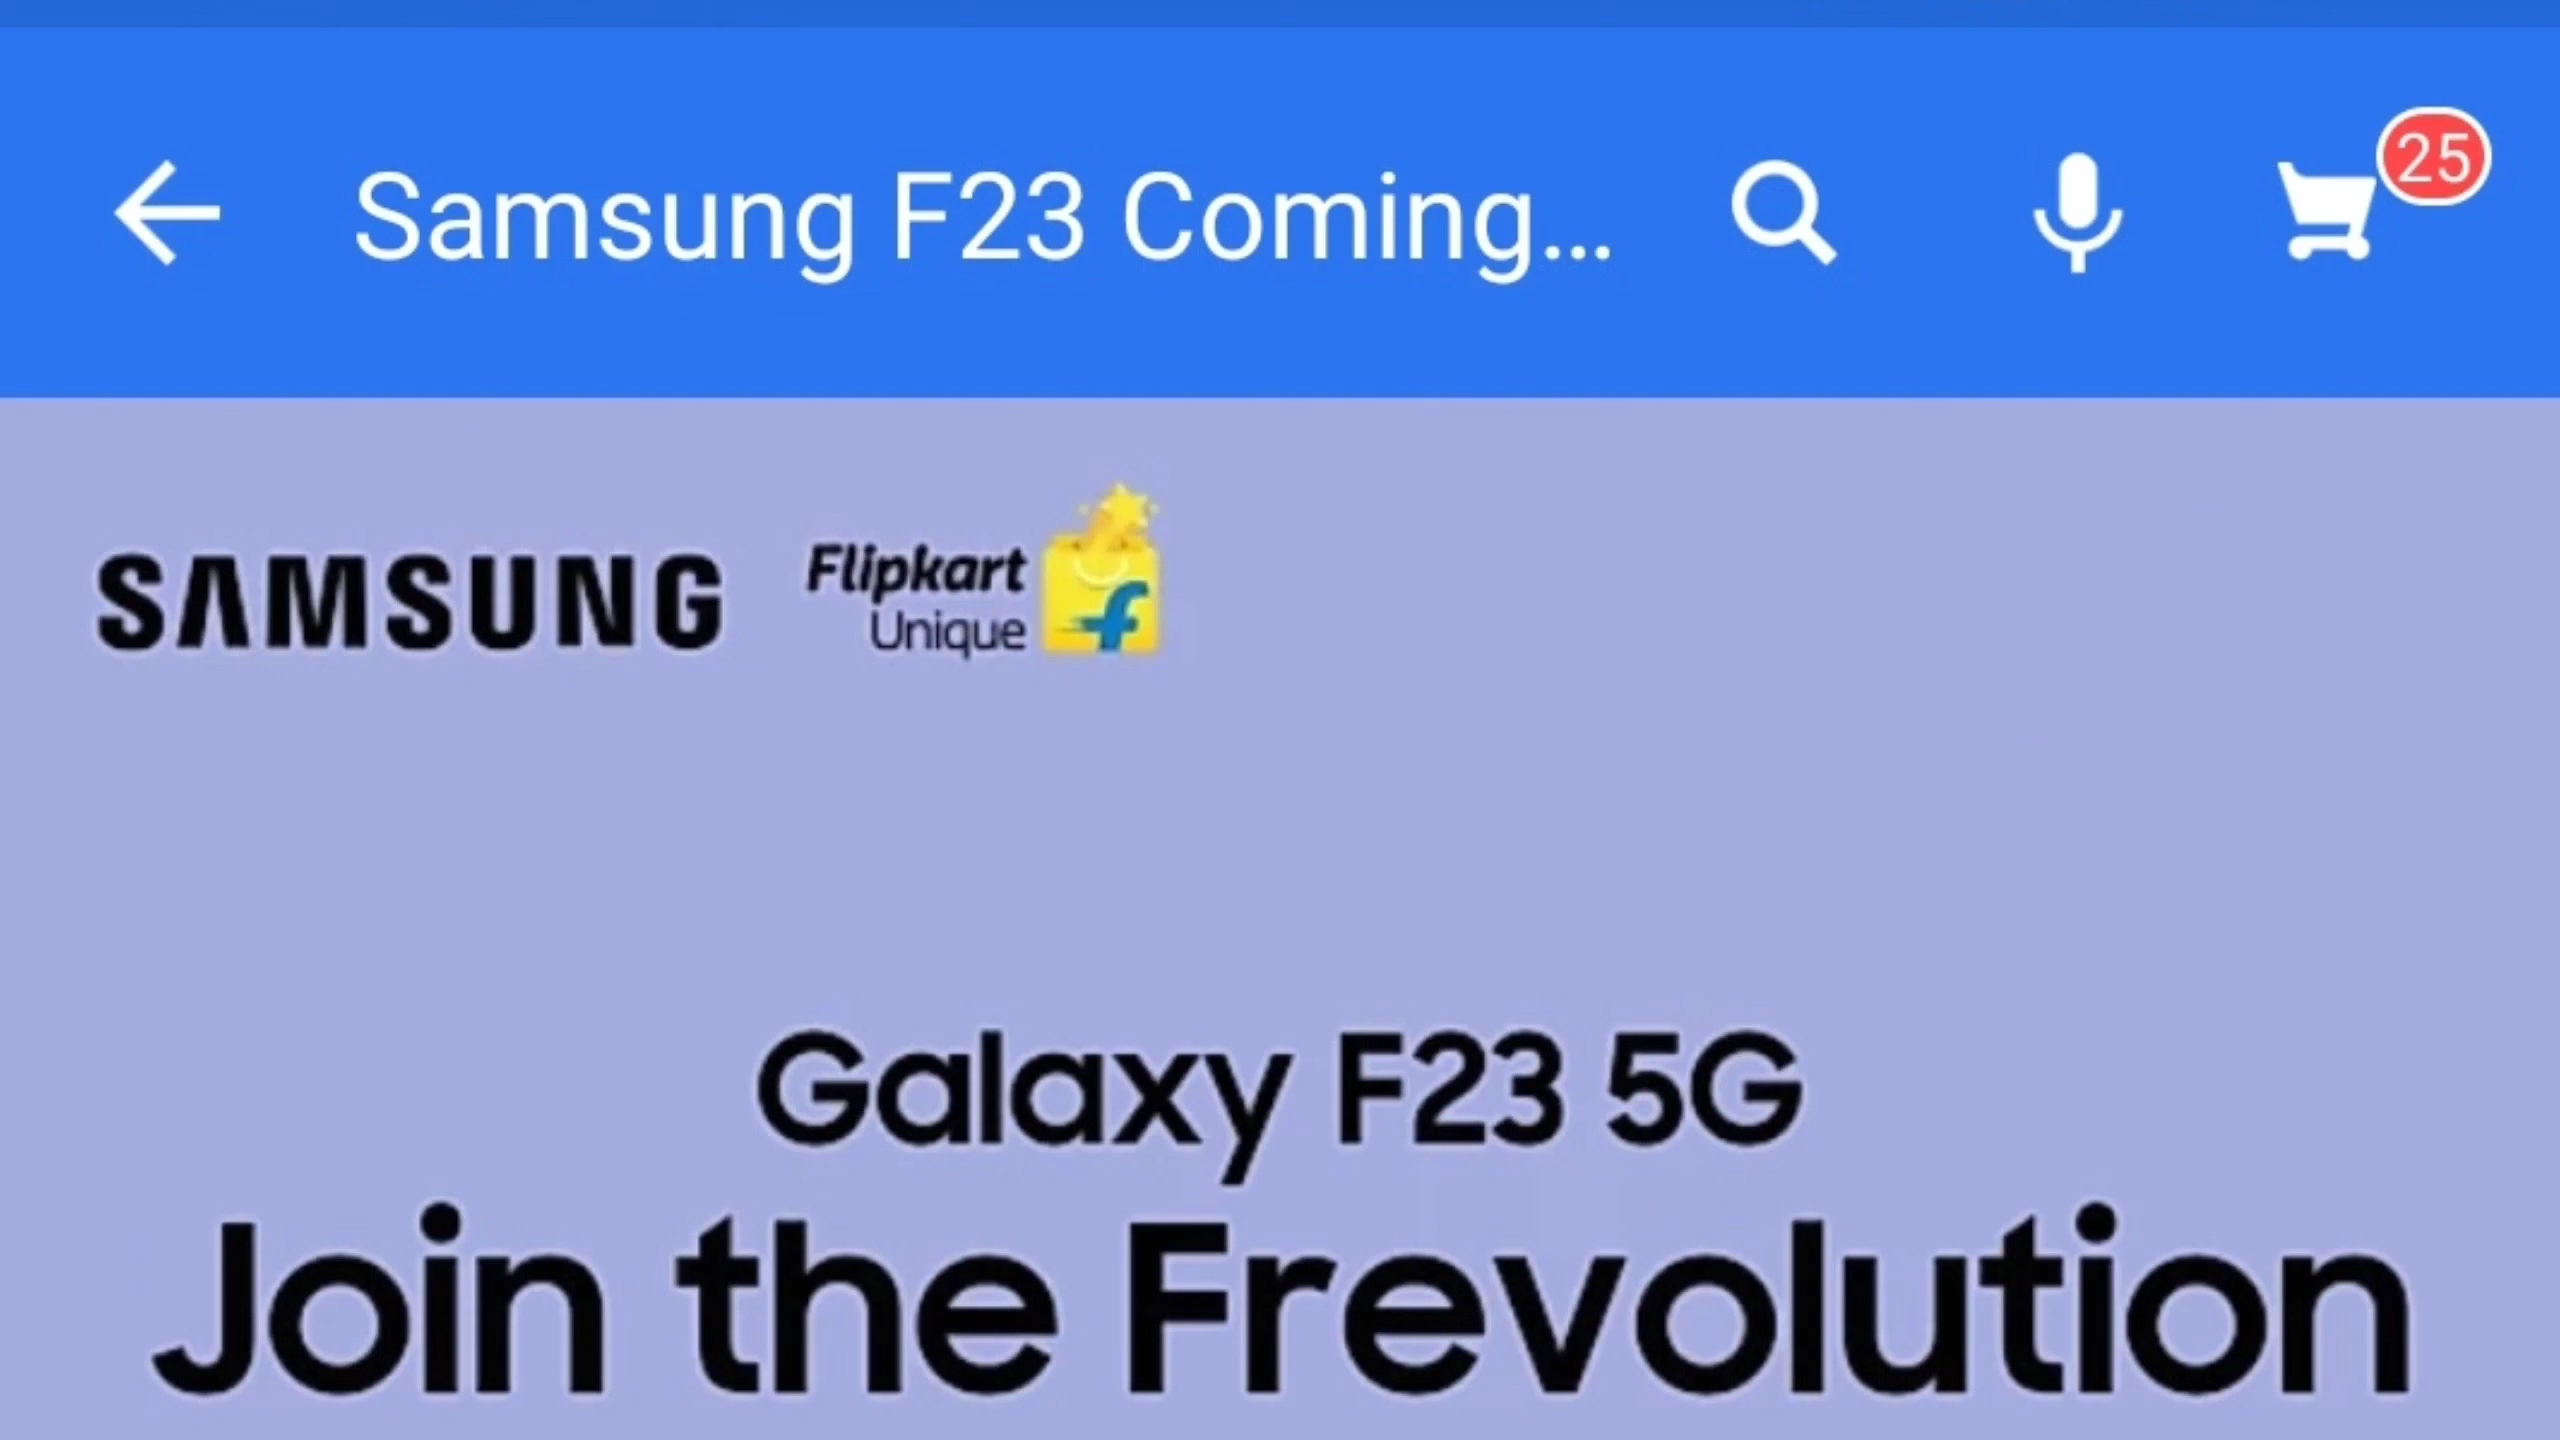 Samsung F23 Coming...
25
SAMSUNG
Flipkart
Unique
f
Galaxy F23 5G
Join the Frevolution